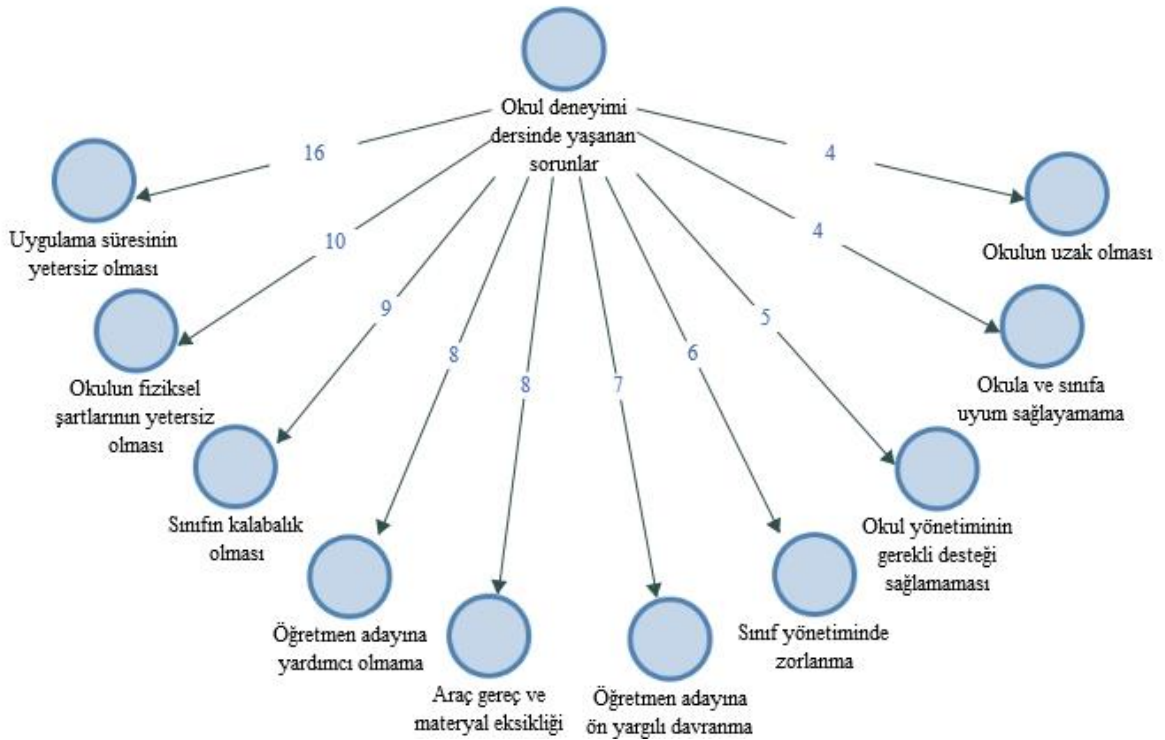 Okul deneyimi
dersinde yaşanan
sorunlar
16
10
9
8
8
7
6
5
4
4
Uygulama süresinin
yetersiz olması
Okulun fiziksel
şartlarının yetersiz
olması
Sınıfın kalabalık
olması
Öğretmen adayına
yardımcı olmama
Araç gereç ve
materyal eksikliği
Öğretmen adayına
ön yargılı davranma
Sınıf yönetiminde
zorlanma
Okul yönetiminin
gerekli desteği
sağlamaması
Okula ve sınıfa
uyum sağlayamama
Okulun uzak olması